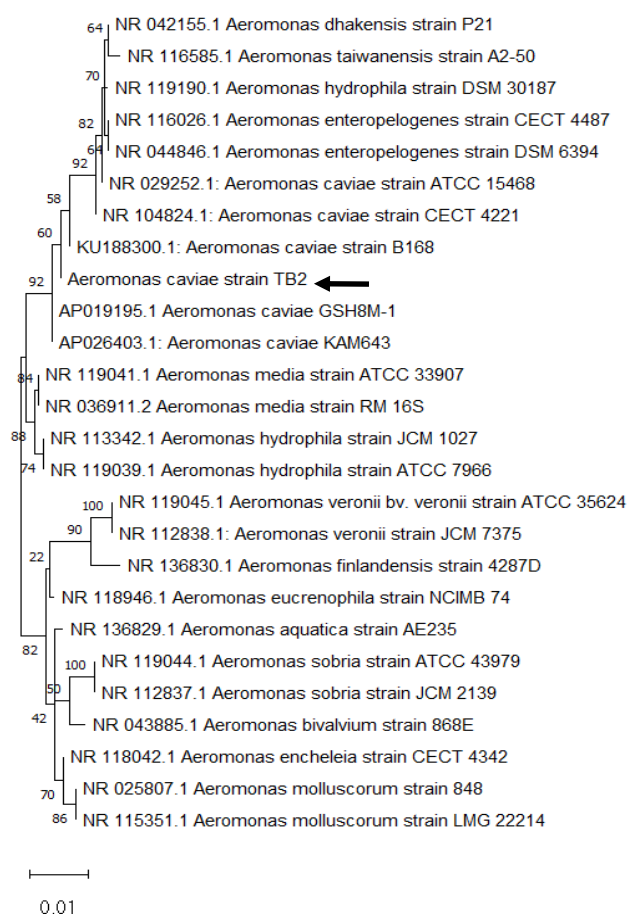 NR 042155.1 Aeromonas dhakensis strain P21
64
NR 116585.1 Aeromonas taiwanensis strain A2-50
70
NR 119190.1 Aeromonas hydrophila strain DSM 30187
NR 116026.1 Aeromonas enteropelogenes strain CECT 4487
82
NR 044846.1 Aeromonas enteropelogenes strain DSM 6394
64
92
NR 029252.1: Aeromonas caviae strain ATCC 15468
58
NR 104824.1: Aeromonas caviae strain CECT 4221
60
KU188300.1: Aeromonas caviae strain B168
Aeromonas caviae strain TB2
92
AP019195.1 Aeromonas caviae GSH8M-1
AP026403.1: Aeromonas caviae KAM643
NR 119041.1 Aeromonas media strain ATCC 33907
84
NR 036911.2 Aeromonas media strain RM 16S
88
NR 113342.1 Aeromonas hydrophila strain JCM 1027
74
NR 119039.1 Aeromonas hydrophila strain ATCC 7966
NR 119045.1 Aeromonas veronii bv. veronii strain ATCC 35624
100
90
NR 112838.1: Aeromonas veronii strain JCM 7375
22
NR 136830.1 Aeromonas finlandensis strain 4287D
NR 118946.1 Aeromonas eucrenophila strain NCIMB 74
NR 136829.1 Aeromonas aquatica strain AE235
82
NR 119044.1 Aeromonas sobria strain ATCC 43979
100
50
NR 112837.1 Aeromonas sobria strain JCM 2139
42
NR 043885.1 Aeromonas bivalvium strain 868E
NR 118042.1 Aeromonas encheleia strain CECT 4342
70
NR 025807.1 Aeromonas molluscorum strain 848
86
NR 115351.1 Aeromonas molluscorum strain LMG 22214
0.01